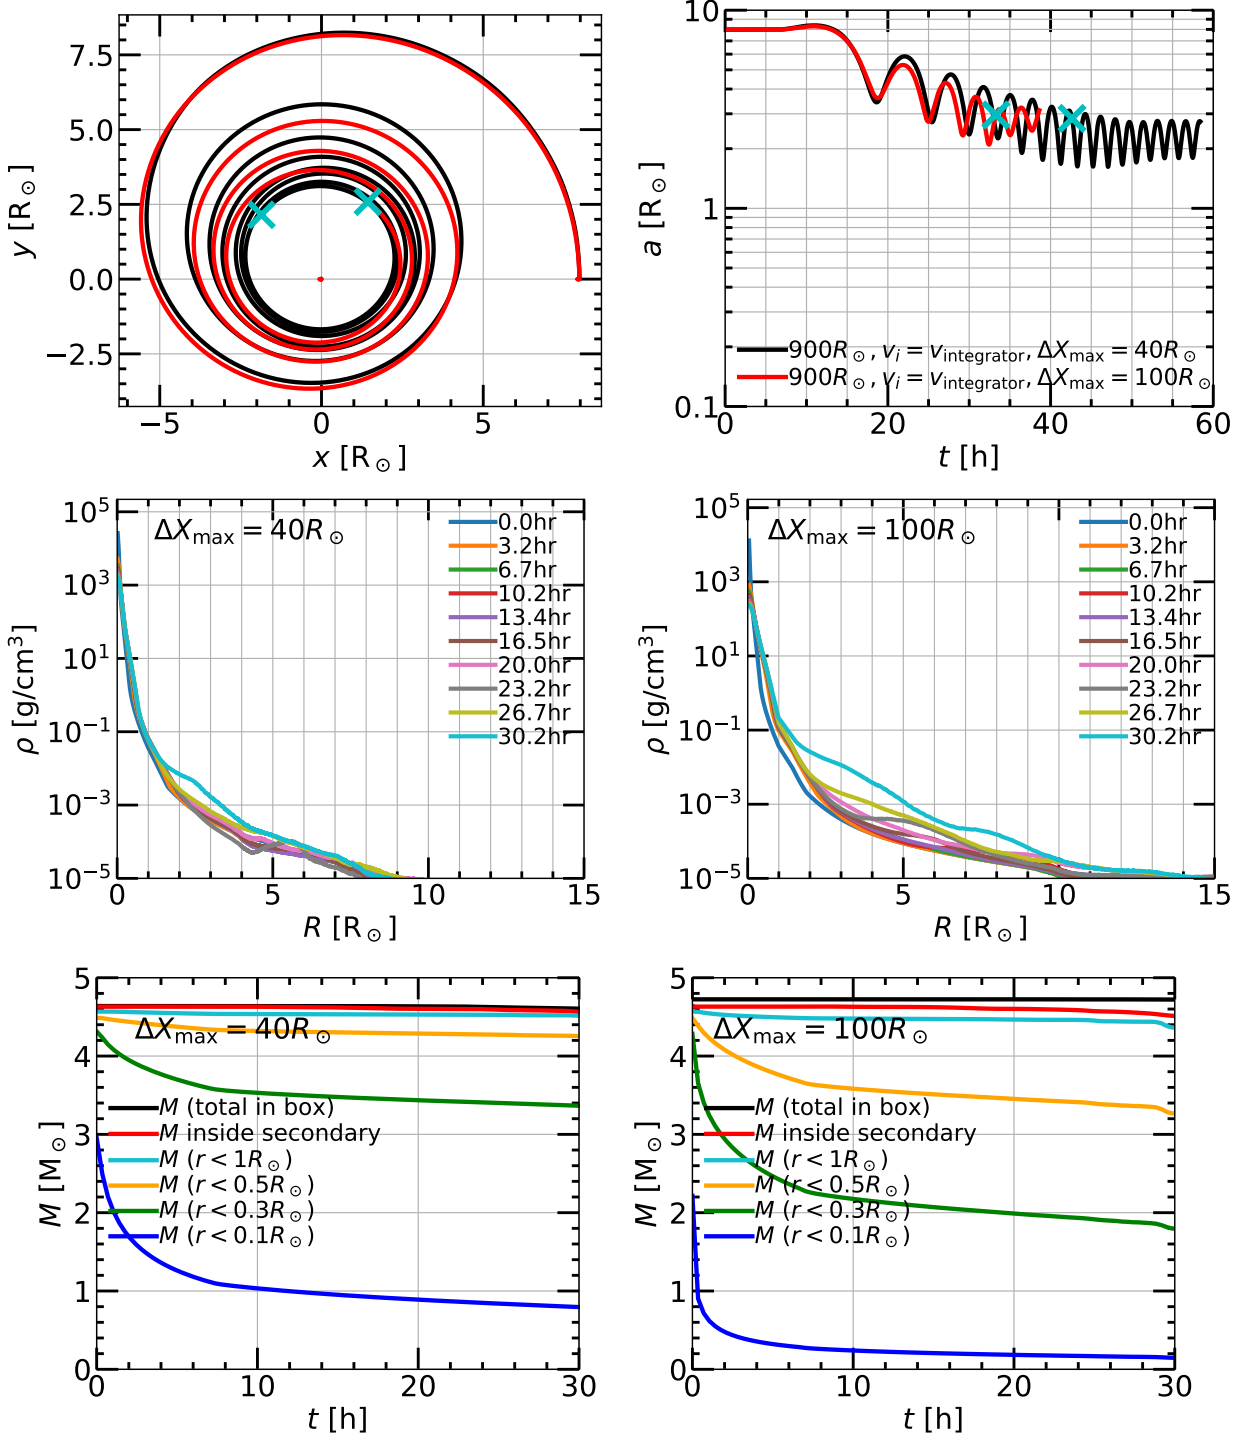 7.5
5.0
2.5
0.0
−2.5
y [R⊙]
−5
0
5
x [R⊙]
10
1
0.1
a [R⊙]
900R⊙, vi = vintegrator, ΔXmax = 40R⊙
900R⊙, vi = vintegrator, ΔXmax = 100R⊙
0
20
40
60
t [h]
10^5
10^3
10^1
10^−1
10^−3
10^−5
ρ [g/cm^3]
ΔXmax = 40R⊙
0.0hr
3.2hr
6.7hr
10.2hr
13.4hr
16.5hr
20.0hr
23.2hr
26.7hr
30.2hr
0
5
10
15
R [R⊙]
10^5
10^3
10^1
10^−1
10^−3
10^−5
ρ [g/cm^3]
ΔXmax = 100R⊙
0.0hr
3.2hr
6.7hr
10.2hr
13.4hr
16.5hr
20.0hr
23.2hr
26.7hr
30.2hr
0
5
10
15
R [R⊙]
5
4
3
2
1
0
M [M⊙]
ΔXmax = 40R⊙
M (total in box)
M inside secondary
M (r < 1R⊙)
M (r < 0.5R⊙)
M (r < 0.3R⊙)
M (r < 0.1R⊙)
0
10
20
30
t [h]
5
4
3
2
1
0
M [M⊙]
ΔXmax = 100R⊙
M (total in box)
M inside secondary
M (r < 1R⊙)
M (r < 0.5R⊙)
M (r < 0.3R⊙)
M (r < 0.1R⊙)
0
10
20
30
t [h]